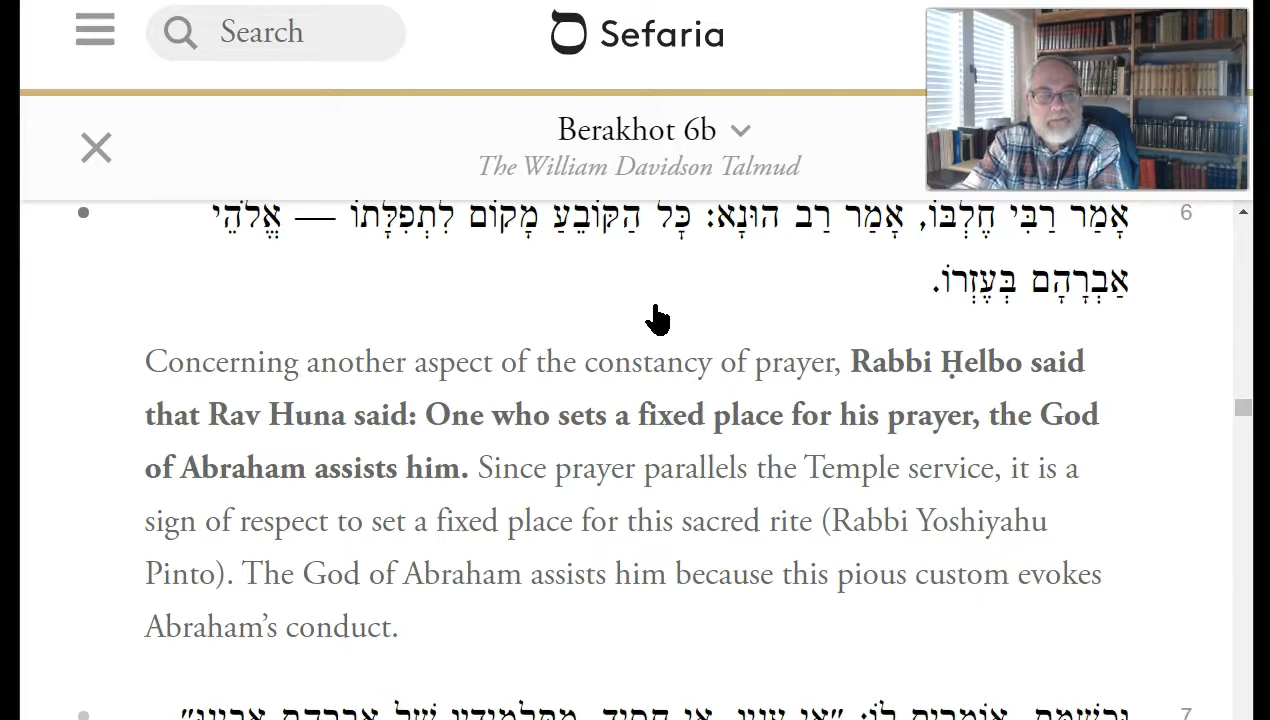 Search
Sefaria
Berakhot 6b
The William Davidson Talmud
6
אָמַר רַבִּי חֶלְבּוֹ, אָמַר רַב הוּנָא: כׇּל הַקּוֹבֵעַ מָקוֹם לִתְפִלָּתוֹ — אֱלֹהֵי
אַבְרָהָם בְּעֶזְרוֹ.
Concerning another aspect of the constancy of prayer, Rabbi Ḥelbo said
that Rav Huna said: One who sets a fixed place for his prayer, the God
of Abraham assists him. Since prayer parallels the Temple service, it is a
sign of respect to set a fixed place for this sacred rite (Rabbi Yoshiyahu
Pinto). The God of Abraham assists him because this pious custom evokes
Abraham’s conduct.
7